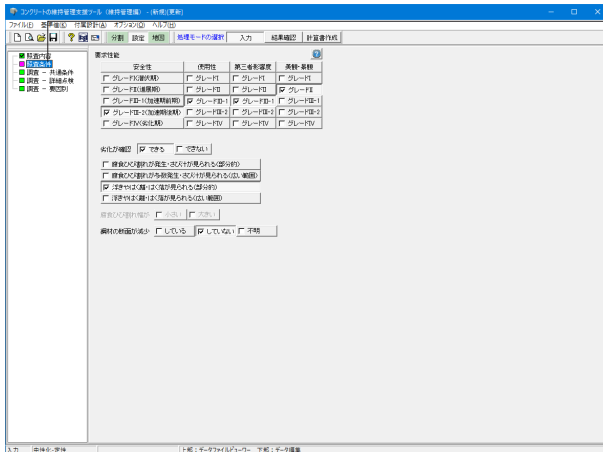 コンクリートの維持管理支援ツール (維持管理編) -(新規)(更新)
ファイル(F) 基準値(K) 付属設計(A) オプション(O) ヘルプ(H)
分割 設定 地図 処理モードの選択 入力 結果確認 計算書作成
照査内容
照査条件
調査 - 共通条件
調査 - 詳細点検
調査 - 要因別
要求性能
安全性 使用性 第三者影響度 美観・景観
グレードI(潜伏期) グレードI グレードI グレードI
グレードII(進展期) グレードII グレードII グレードII
グレードIII-1(加速期前期) グレードIII-1 グレードIII-1 グレードIII-1
グレードIII-2(加速期後期) グレードIII-2 グレードIII-2 グレードIII-2
グレードIV(劣化期) グレードIV グレードIV グレードIV
劣化が確認 できる できない
腐食ひび割れが発生・さび汁が見られる(部分的)
腐食ひび割れが多数発生・さび汁が見られる(広い範囲)
浮きやはく離・はく落が見られる(部分的)
浮きやはく離・はく落が見られる(広い範囲)
腐食ひび割れ幅が 小さい 大きい
鋼材の断面が減少 している していない 不明
入力 中性化-定性 上部:データファイルビューワー 下部:データ編集